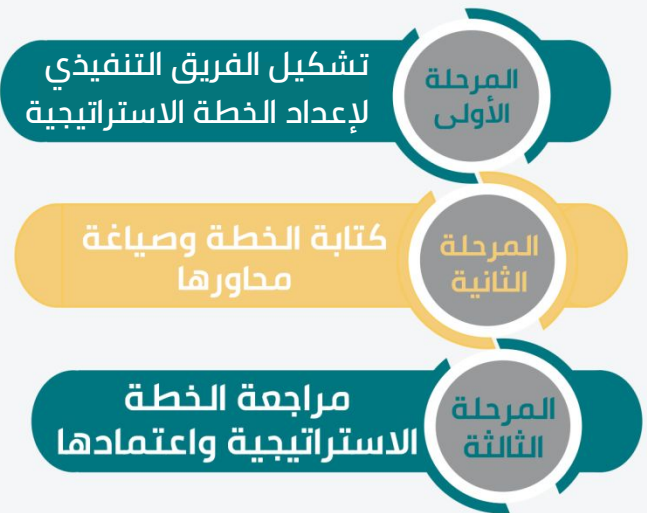 المرحلة
الأولى
تشكيل الفريق التنفيذي
لإعداد الخطة الاستراتيجية
المرحلة
الثانية
كتابة الخطة وصياغة
محاورها
المرحلة
الثالثة
مراجعة الخطة
الاستراتيجية واعتمادها